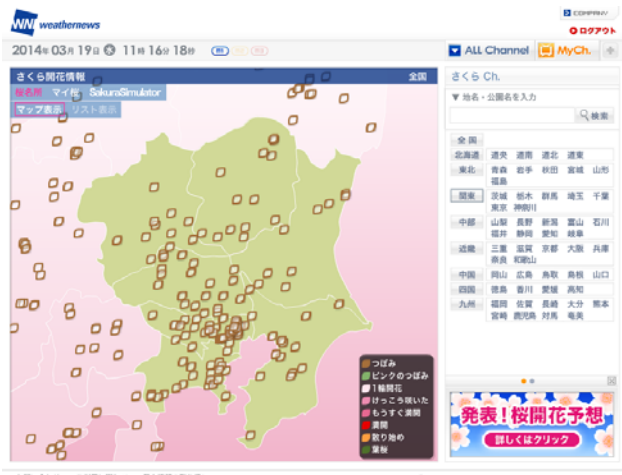 WNI weathernews
COMPANY
ログアウト
2014年 03月 19日 11時 16分 18秒
ALL Channel
MyCh.
さくら開花情報
全国
桜名所 マイ桜 SakuraSimulator
マップ表示 リスト表示
つぼみ
ピンクのつぼみ
1輪開花
けっこう咲いた
もうすぐ満開
満開
散り始め
葉桜
さくら Ch.
▼ 地名・公園名を入力
検索
全国
北海道 道央 道南 道北 道東
東北 青森 岩手 秋田 宮城 山形
福島
関東 茨城 栃木 群馬 埼玉 千葉
東京 神奈川
中部 山梨 長野 新潟 富山 石川
福井 静岡 愛知 岐阜
近畿 三重 滋賀 京都 大阪 兵庫
奈良 和歌山
中国 岡山 広島 鳥取 島根 山口
四国 徳島 香川 愛媛 高知
九州 福岡 佐賀 長崎 大分 熊本
宮崎 鹿児島 対馬 奄美
発表！桜開花予想
詳しくはクリック